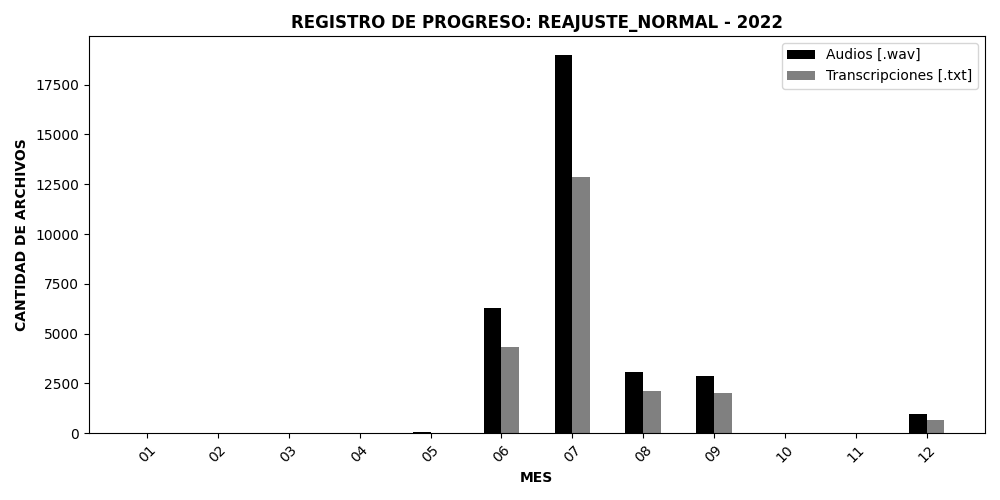 REGISTRO DE PROGRESO: REAJUSTE_NORMAL - 2022
Audios [.wav]
Transcripciones [.txt]
CANTIDAD DE ARCHIVOS
17500
15000
12500
10000
7500
5000
2500
0
01 02 03 04 05 06 07 08 09 10 11 12
MES